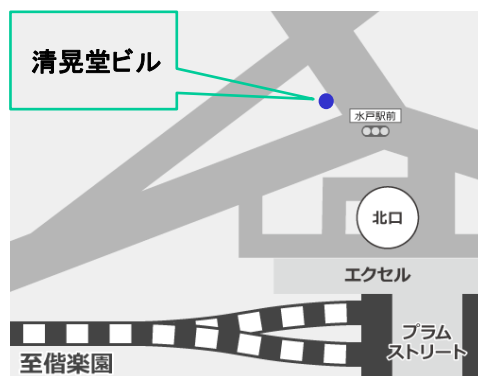 清晃堂ビル
水戸駅前
北口
エクセル
プラム
ストリート
至偕楽園